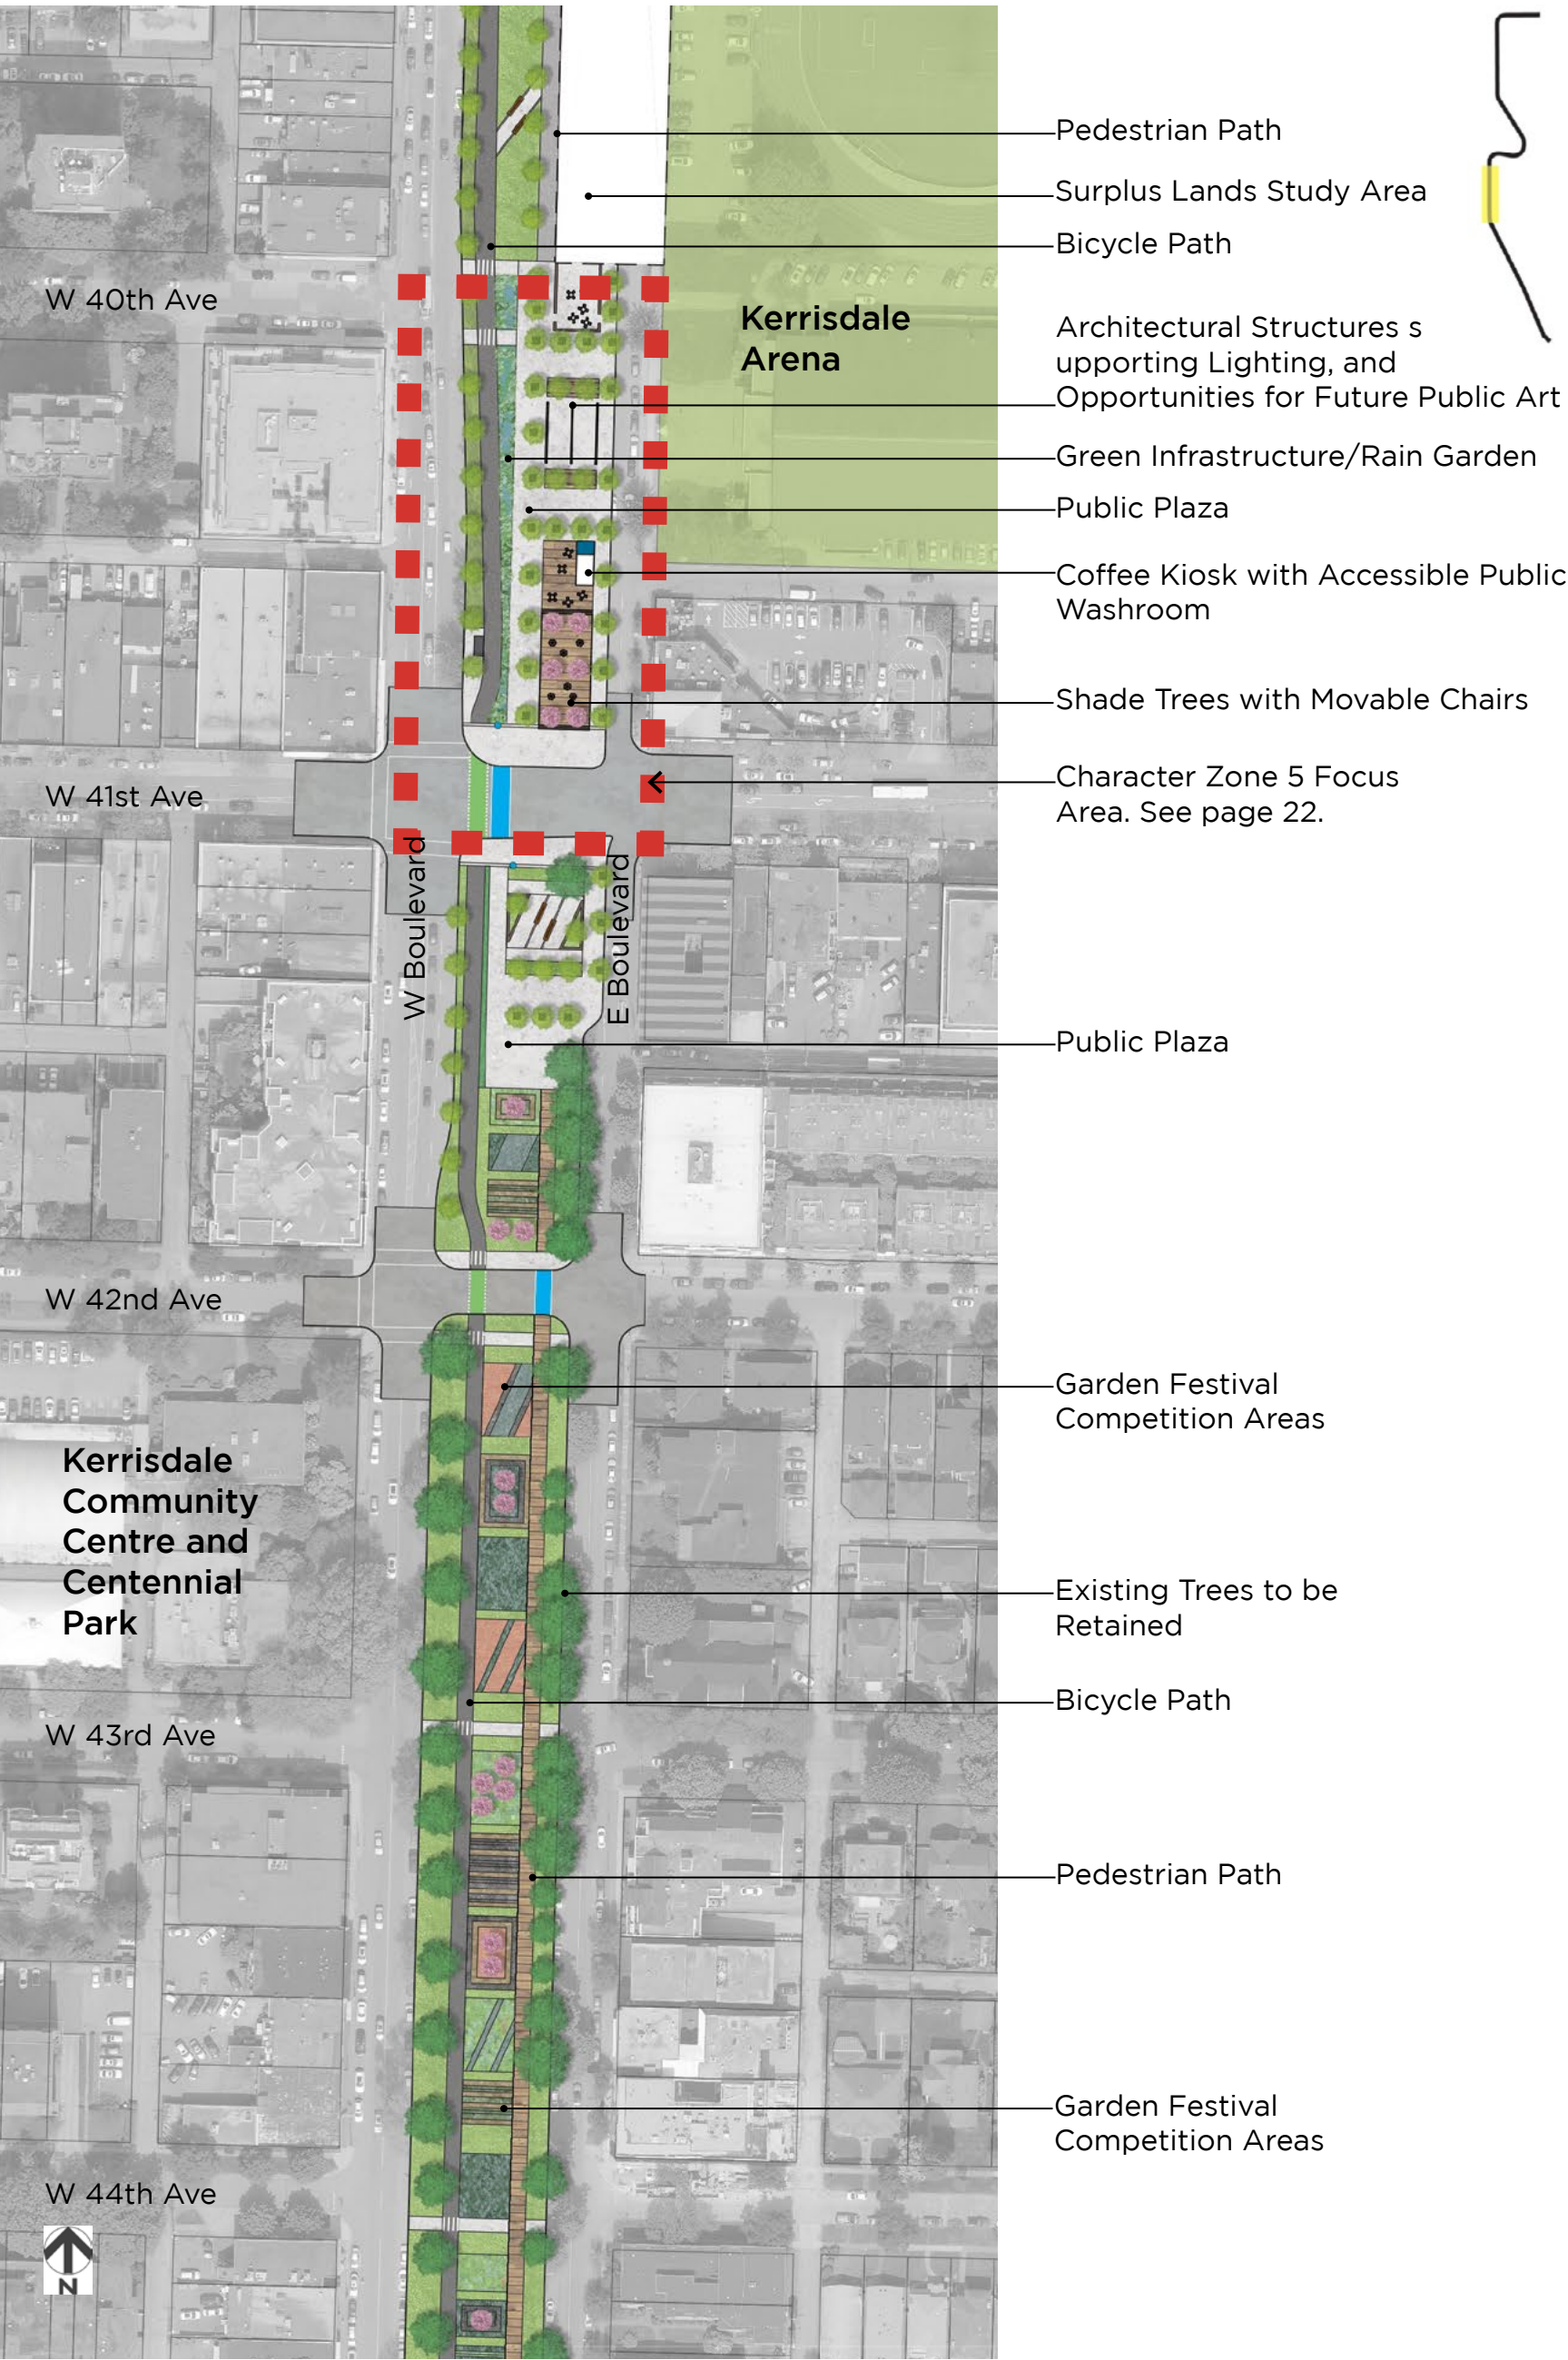 Pedestrian Path
Surplus Lands Study Area
Bicycle Path
W 40th Ave
Kerrisdale
Arena
Architectural Structures s
upporting Lighting, and
Opportunities for Future Public Art
Green Infrastructure/Rain Garden
Public Plaza
Coffee Kiosk with Accessible Public
Washroom
Shade Trees with Movable Chairs
Character Zone 5 Focus
Area. See page 22.
W 41st Ave
W Boulevard
E Boulevard
Public Plaza
W 42nd Ave
Garden Festival
Competition Areas
Kerrisdale
Community
Centre and
Centennial
Park
Existing Trees to be
Retained
Bicycle Path
W 43rd Ave
Pedestrian Path
Garden Festival
Competition Areas
W 44th Ave
N